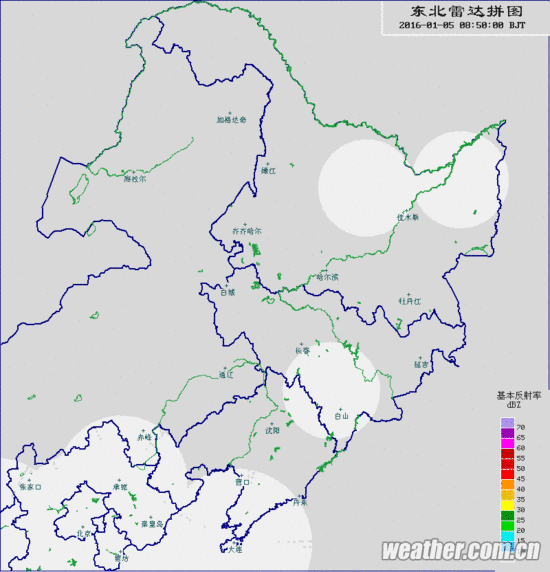 东北雷达拼图
2016-01-05 08:50:00 BJT
加格达奇
嫩江
海拉尔
佳木斯
齐齐哈尔
哈尔滨
白城
牡丹江
长春
延吉
通辽
白山
赤峰
沈阳
张家口
承德
营口
丹东
秦皇岛
北京
大连
廊坊
基本反射率
dBZ
70
65
60
55
50
45
40
35
30
25
20
15
weather.com.cn